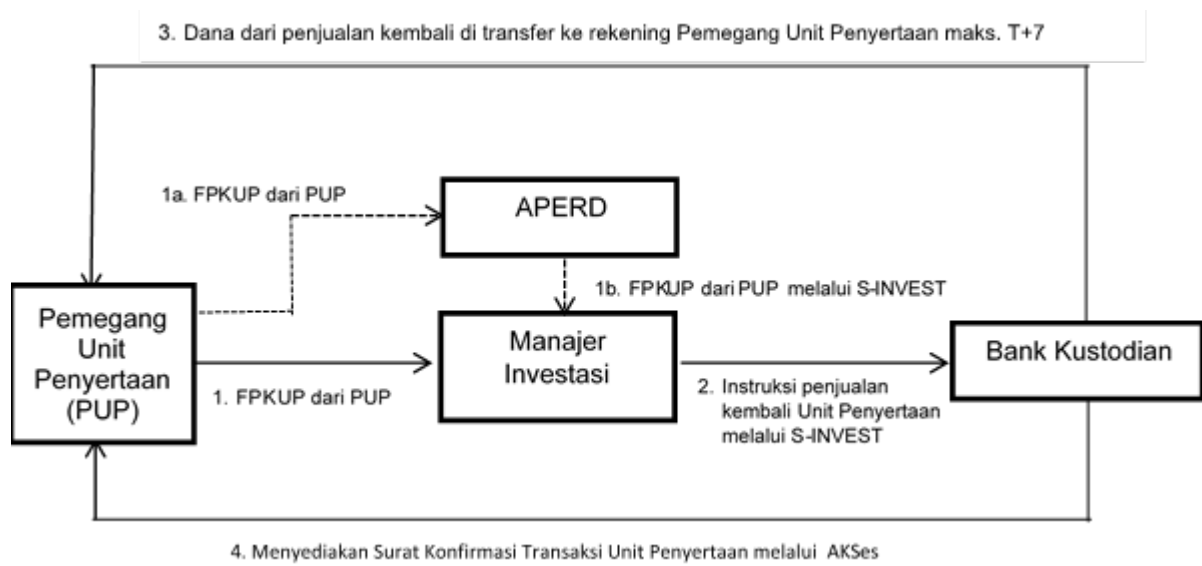 3. Dana dari penjualan kembali di transfer ke rekening Pemegang Unit Penyertaan maks. T+7
1a. FPKUP dari PUP
APERD
1b. FPKUP dari PUP melalui S-INVEST
Pemegang
Unit
Penyertaan
(PUP)
1. FPKUP dari PUP
Manajer
Investasi
2. Instruksi penjualan
kembali Unit Penyertaan
melalui S-INVEST
Bank Kustodian
4. Menyediakan Surat Konfirmasi Transaksi Unit Penyertaan melalui AKSes